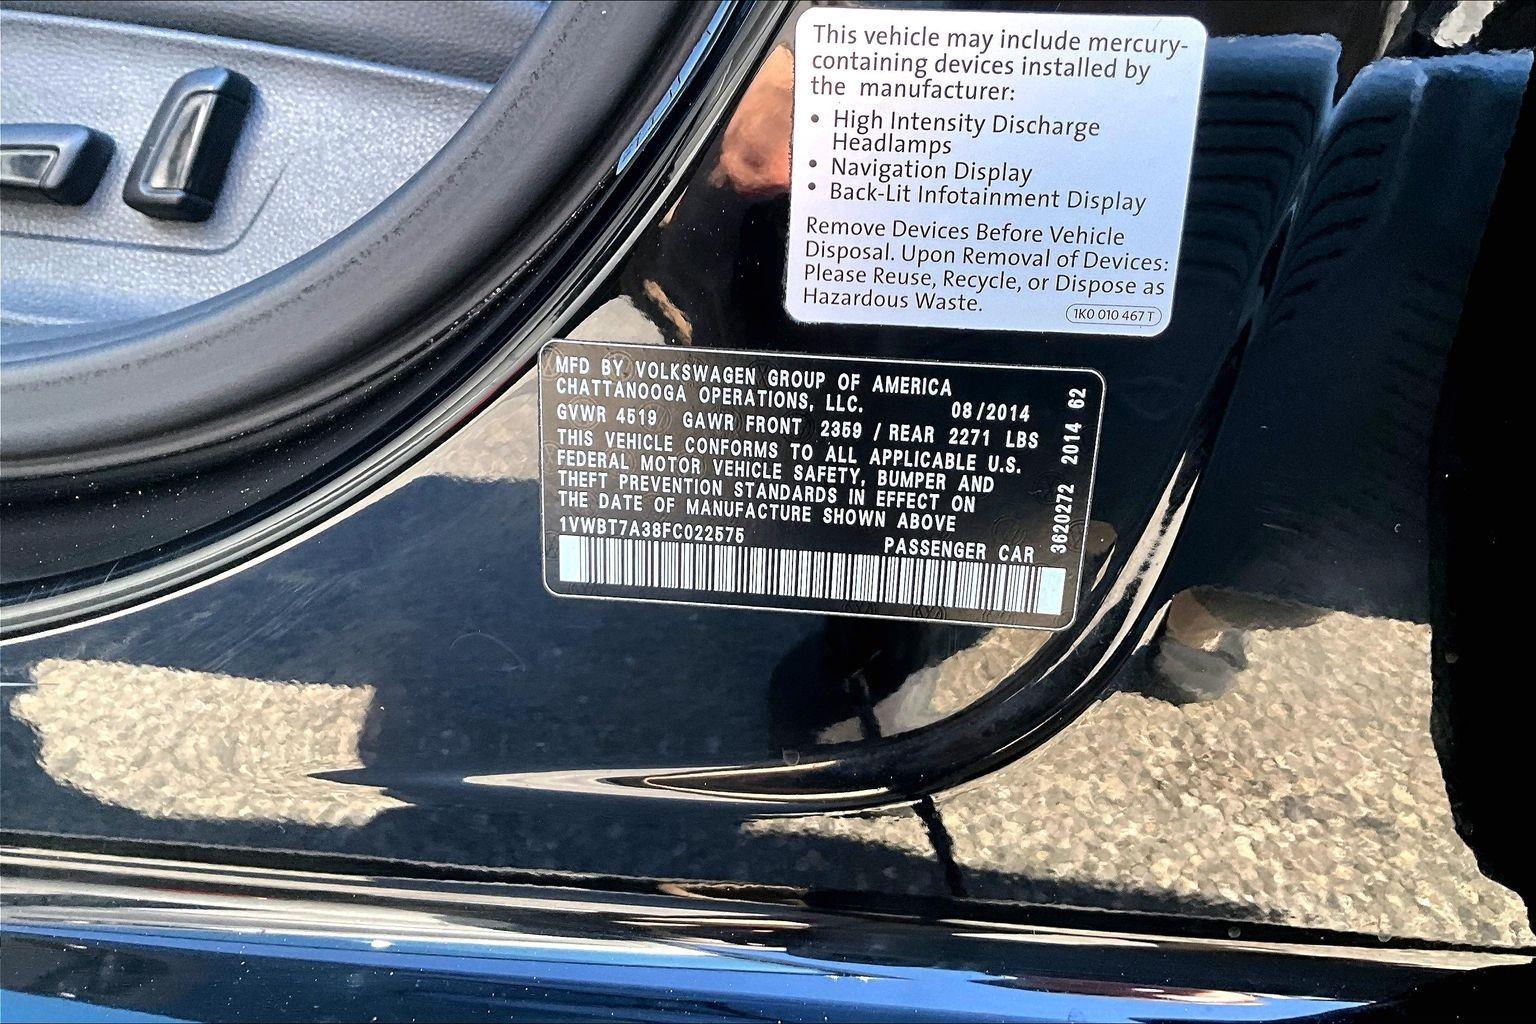 This vehicle may include mercury-
containing devices installed by
the manufacturer:
• High Intensity Discharge
Headlamps
• Navigation Display
• Back-Lit Infotainment Display
Remove Devices Before Vehicle
Disposal. Upon Removal of Devices:
Please Reuse, Recycle, or Dispose as
Hazardous Waste.
1K0 010 467 T
MFD BY VOLKSWAGEN GROUP OF AMERICA
CHATTANOOGA OPERATIONS, LLC. 08/2014
GVWR 4519 GAWR FRONT 2359 / REAR 2271 LBS
THIS VEHICLE CONFORMS TO ALL APPLICABLE U.S.
FEDERAL MOTOR VEHICLE SAFETY, BUMPER AND
THEFT PREVENTION STANDARDS IN EFFECT ON
THE DATE OF MANUFACTURE SHOWN ABOVE
1VWBT7A38FC022575 PASSENGER CAR
3620272 2014 62